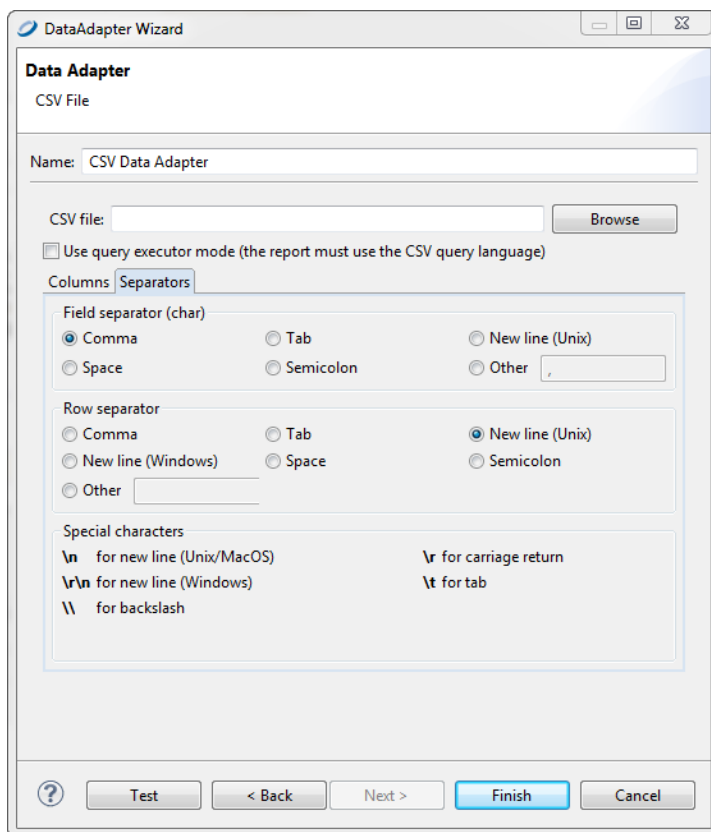 DataAdapter Wizard
Data Adapter
CSV File
Name: CSV Data Adapter
CSV file: Browse
Use query executor mode (the report must use the CSV query language)
Columns Separators
Field separator (char)
Comma Tab New line (Unix)
Space Semicolon Other ,
Row separator
Comma Tab New line (Unix)
New line (Windows) Space Semicolon
Other
Special characters
\n for new line (Unix/MacOS) \r for carriage return
\r\n for new line (Windows) \t for tab
\\ for backslash
? Test < Back Next > Finish Cancel